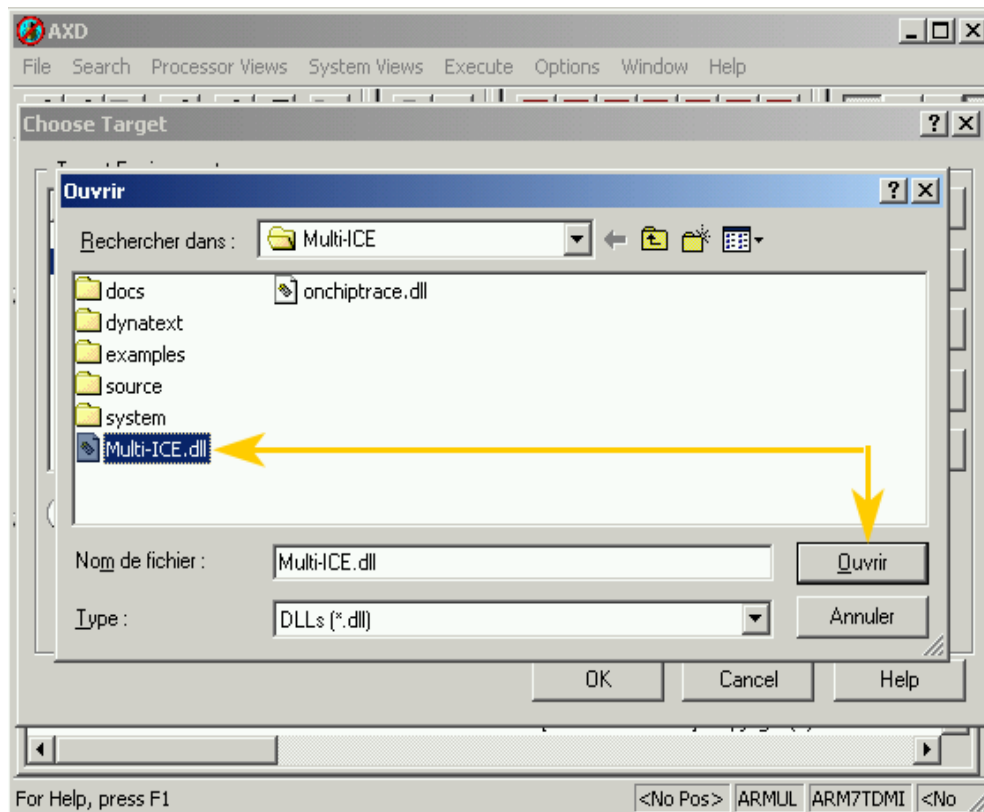 AXD
File Search Processor Views System Views Execute Options Window Help
Choose Target
Ouvrir
Rechercher dans : Multi-ICE
docs onchiptrace.dll
dynatext
examples
source
system
Multi-ICE.dll
Nom de fichier : Multi-ICE.dll Ouvrir
Type : DLLs (*.dll) Annuler
OK Cancel Help
For Help, press F1 <No Pos> ARMUL ARM7TDMI <No